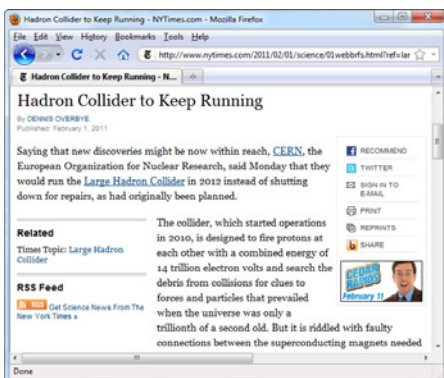 Hadron Collider to Keep Running - NYTimes.com - Mozilla Firefox
File Edit View History Bookmarks Tools Help
http://www.nytimes.com/2011/02/01/science/01webbrfs.html?ref=lar
Hadron Collider to Keep Running - N...
Hadron Collider to Keep Running
By DENNIS OVERBYE
Published: February 1, 2011
Saying that new discoveries might be now within reach, CERN, the
European Organization for Nuclear Research, said Monday that they
would run the Large Hadron Collider in 2012 instead of shutting
down for repairs, as had originally been planned.
RECOMMEND
TWITTER
SIGN IN TO
E-MAIL
PRINT
REPRINTS
SHARE
CEDAR
RAPIDS
February 11
Related
Times Topic: Large Hadron
Collider
RSS Feed
RSS Get Science News From The
New York Times »
The collider, which started operations
in 2010, is designed to fire protons at
each other with a combined energy of
14 trillion electron volts and search the
debris from collisions for clues to
forces and particles that prevailed
when the universe was only a
trillionth of a second old. But it is riddled with faulty
connections between the superconducting magnets needed
Done